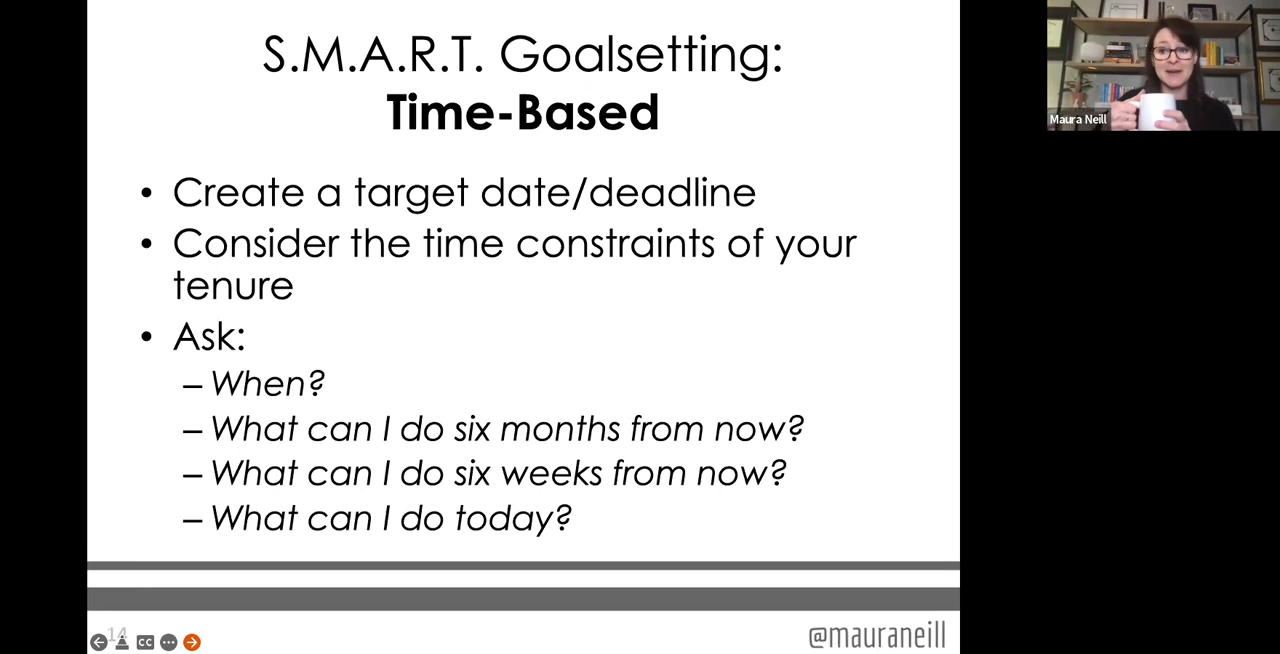 S.M.A.R.T. Goalsetting:
Time-Based
• Create a target date/deadline
• Consider the time constraints of your
tenure
• Ask:
– When?
– What can I do six months from now?
– What can I do six weeks from now?
– What can I do today?
14
CC
@mauraneill
Maura Neill